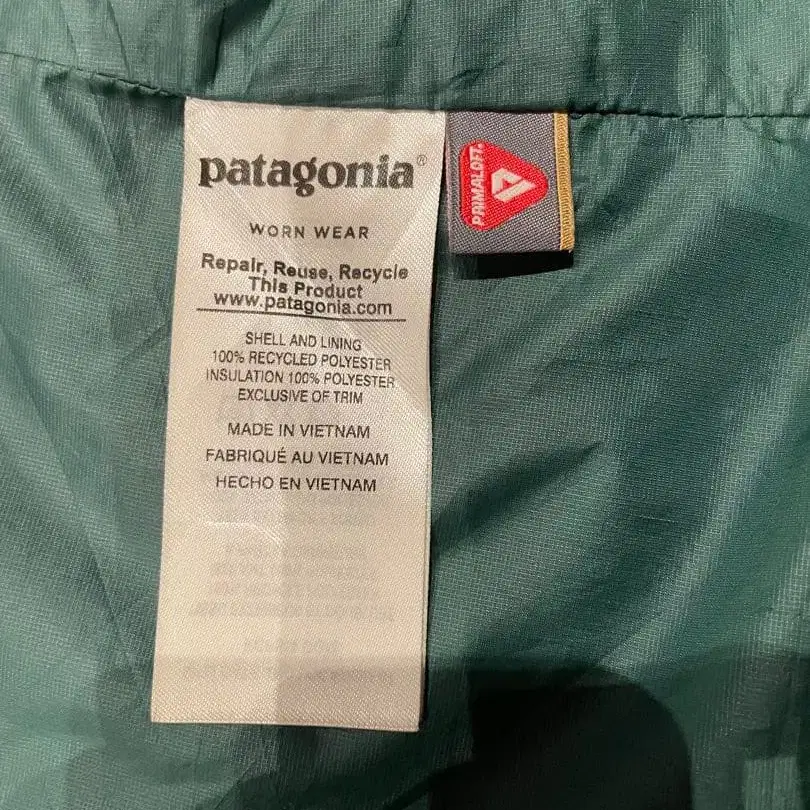 patagonia®
WORN WEAR
Repair, Reuse, Recycle
This Product
www.patagonia.com
SHELL AND LINING
100% RECYCLED POLYESTER
INSULATION 100% POLYESTER
EXCLUSIVE OF TRIM
MADE IN VIETNAM
FABRIQUÉ AU VIETNAM
HECHO EN VIETNAM
PRIMALOFT®